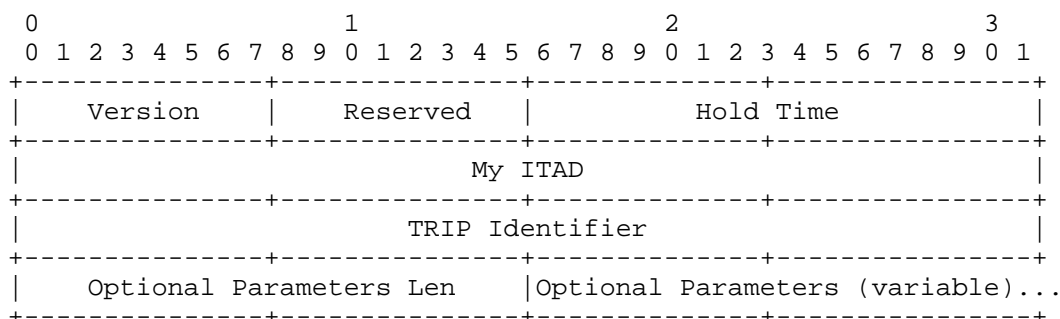 0                   1                   2                   3
0 1 2 3 4 5 6 7 8 9 0 1 2 3 4 5 6 7 8 9 0 1 2 3 4 5 6 7 8 9 0 1
+---------------+---------------+--------------+----------------+
|    Version    |    Reserved   |          Hold Time            |
+---------------+---------------+--------------+----------------+
|                            My ITAD                            |
+---------------+---------------+--------------+----------------+
|                        TRIP Identifier                        |
+---------------+---------------+--------------+----------------+
|    Optional Parameters Len    |Optional Parameters (variable)...
+---------------+---------------+--------------+----------------+